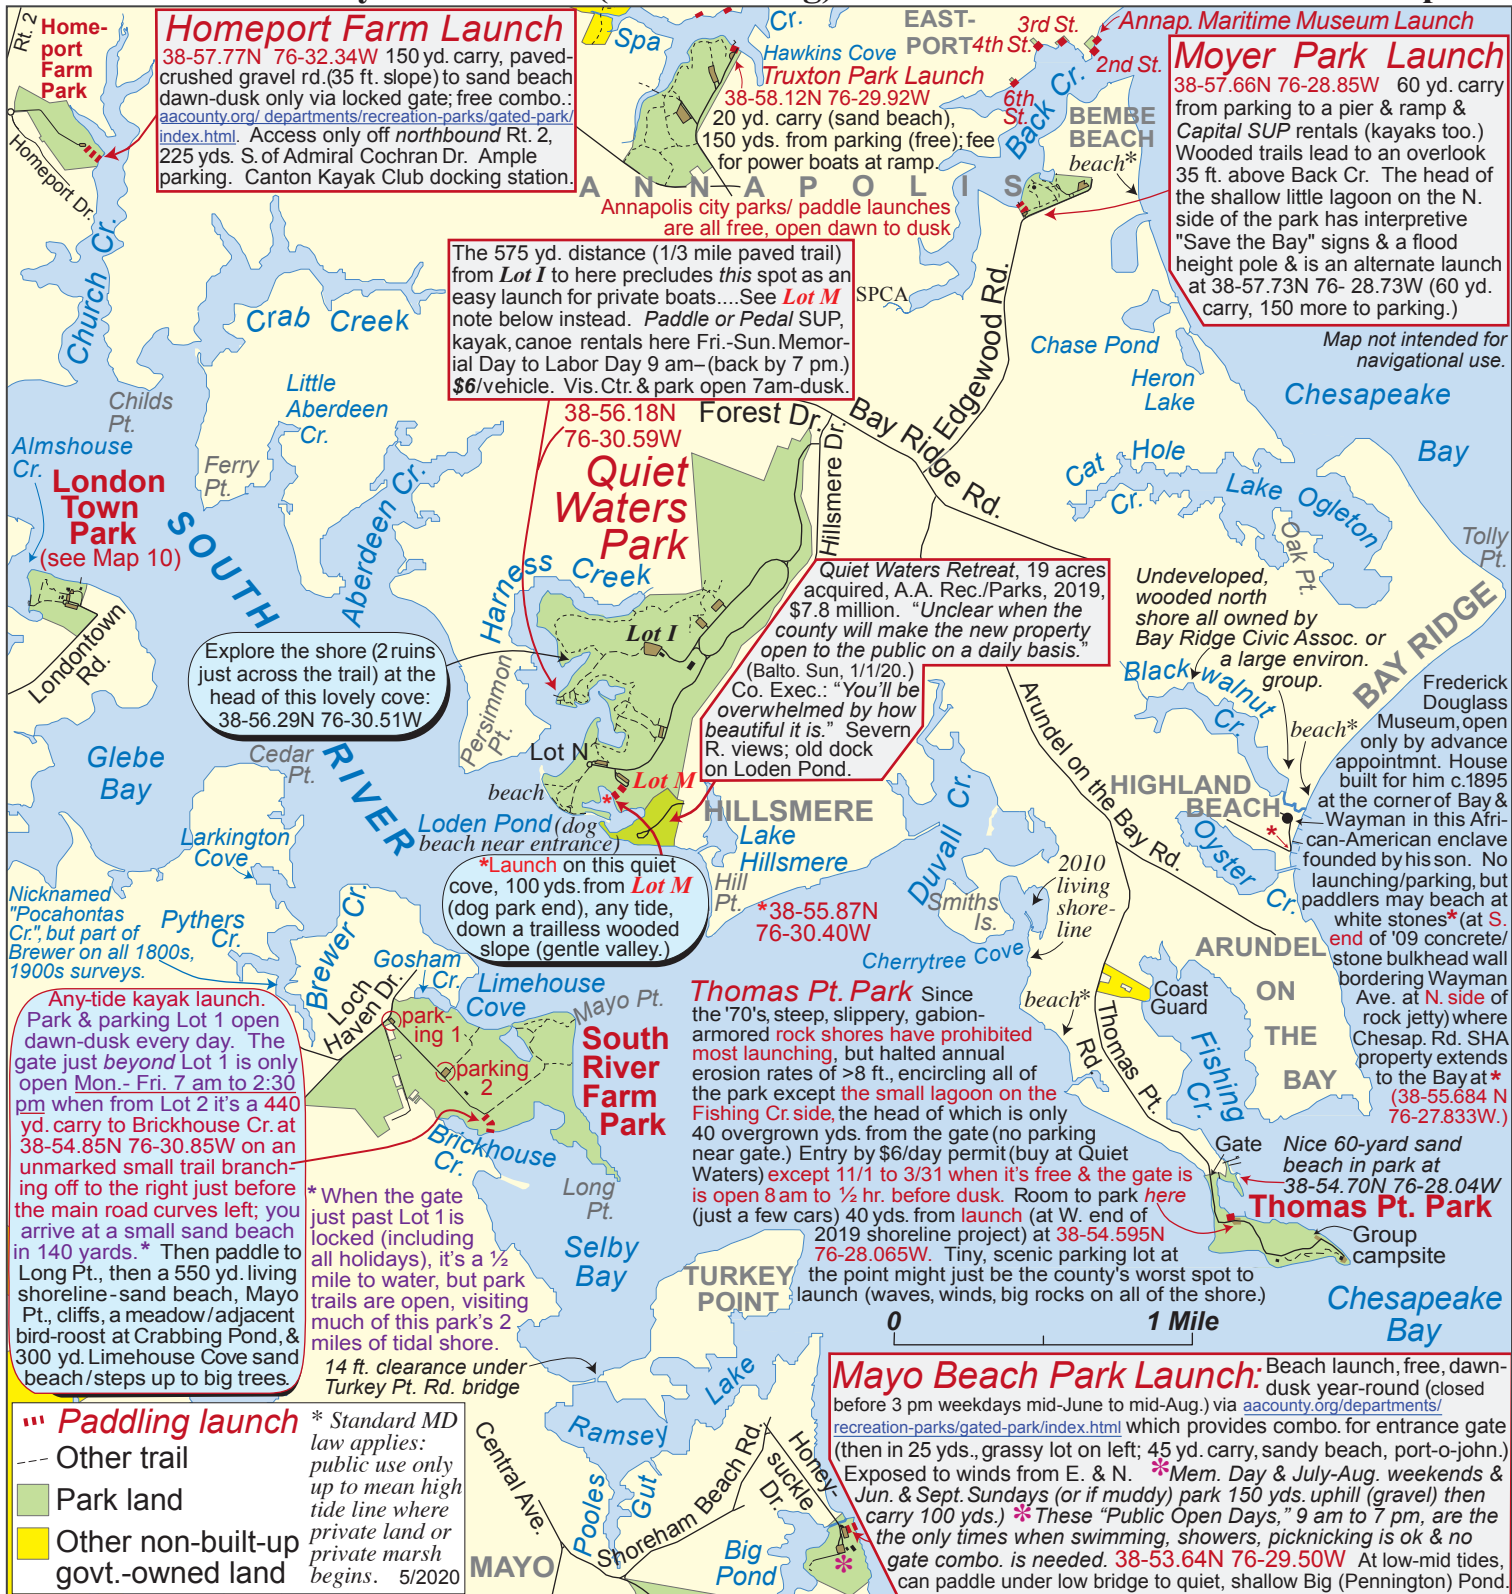 Rt. 2
Home-
port
Farm
Park
Homeport Dr.
Homeport Farm Launch
38-57.77N 76-32.34W 150 yd. carry, paved-
crushed gravel rd.(35 ft. slope) to sand beach
dawn-dusk only via locked gate; free combo.:
aacounty.org/ departments/recreation-parks/gated-park/
index.html. Access only off northbound Rt. 2,
225 yds. S. of Admiral Cochran Dr. Ample
parking. Canton Kayak Club docking station.
Spa
Cr.
Hawkins Cove
EAST-
PORT
3rd St.
4th St.
2nd St.
6th
St.
Annap. Maritime Museum Launch
Truxton Park Launch
38-58.12N 76-29.92W
20 yd. carry (sand beach),
150 yds. from parking (free); fee
for power boats at ramp.
Back Cr.
BEMBE
BEACH
beach*
ANNAPOLIS
Annapolis city parks/ paddle launches
are all free, open dawn to dusk
Moyer Park Launch
38-57.66N 76-28.85W 60 yd. carry
from parking to a pier & ramp &
Capital SUP rentals (kayaks too.)
Wooded trails lead to an overlook
35 ft. above Back Cr. The head of
the shallow little lagoon on the N.
side of the park has interpretive
"Save the Bay" signs & a flood
height pole & is an alternate launch
at 38-57.73N 76- 28.73W (60 yd.
carry, 150 more to parking.)
Map not intended for
navigational use.
The 575 yd. distance (1/3 mile paved trail)
from Lot I to here precludes this spot as an
easy launch for private boats....See Lot M
note below instead. Paddle or Pedal SUP,
kayak, canoe rentals here Fri.-Sun. Memor-
ial Day to Labor Day 9 am– (back by 7 pm.)
$6/vehicle. Vis. Ctr. & park open 7am-dusk.
38-56.18N
76-30.59W
SPCA
Edgewood Rd.
Church Cr.
Crab Creek
Childs
Pt.
Little
Aberdeen
Cr.
Chase Pond
Heron
Lake
Chesapeake
Bay
Forest Dr.
Bay Ridge Rd.
Hillsmere Dr.
Almshouse
Cr.
London
Town
Park
(see Map 10)
Londontown
Rd.
Ferry
Pt.
SOUTH
RIVER
Aberdeen Cr.
Quiet
Waters
Park
Harness Creek
Cat Hole
Cr.
Lake Ogleton
Oak Pt.
Tolly
Pt.
BAY RIDGE
Quiet Waters Retreat, 19 acres
acquired, A.A. Rec./Parks, 2019,
$7.8 million. “Unclear when the
county will make the new property
open to the public on a daily basis.”
(Balto. Sun, 1/1/20.)
Co. Exec.: “You'll be
overwhelmed by how
beautiful it is.” Severn
R. views; old dock
on Loden Pond.
Undeveloped,
wooded north
shore all owned by
Bay Ridge Civic Assoc. or
a large environ.
group.
Black walnut
Cr.
beach*
Explore the shore (2 ruins
just across the trail) at the
head of this lovely cove:
38-56.29N 76-30.51W
Persimmon
Pt.
Lot I
Lot N
Lot M
beach
*
Loden Pond (dog
beach near entrance)
HILLSMERE
Lake
Hillsmere
Hill
Pt.
*38-55.87N
76-30.40W
*Launch on this quiet
cove, 100 yds. from Lot M
(dog park end), any tide,
down a trailless wooded
slope (gentle valley.)
Glebe
Bay
Cedar
Pt.
Larkington
Cove
Arundel on the Bay Rd.
HIGHLAND
BEACH
*
Oyster
Cr.
Frederick
Douglass
Museum, open
only by advance
appointmnt. House
built for him c.1895
at the corner of Bay &
Wayman in this Afri-
can-American enclave
founded by his son. No
launching/parking, but
paddlers may beach at
white stones* (at S.
end of '09 concrete/
stone bulkhead wall
bordering Wayman
Ave. at N. side of
rock jetty) where
Chesap. Rd. SHA
property extends
to the Bay at *
(38-55.684 N
76-27.833W.)
Duvall Cr.
Smiths
Is.
2010
living
shore-
line
Cherrytree Cove
beach*
Coast
Guard
ARUNDEL
ON
THE
BAY
Fishing
Cr.
Thomas Pt.
Rd.
Nicknamed
"Pocahontas
Cr.", but part of
Brewer on all 1800s,
1900s surveys.
Pythers
Cr.
Brewer Cr.
Gosham
Cr.
Loch
Haven Dr.
Limehouse
Cove
Mayo Pt.
park-
ing 1
parking
2
South
River
Farm
Park
Brickhouse
Cr.
Long
Pt.
Selby
Bay
Any-tide kayak launch.
Park & parking Lot 1 open
dawn-dusk every day. The
gate just beyond Lot 1 is only
open Mon.- Fri. 7 am to 2:30
pm when from Lot 2 it's a 440
yd. carry to Brickhouse Cr. at
38-54.85N 76-30.85W on an
unmarked small trail branch-
ing off to the right just before
the main road curves left; you
arrive at a small sand beach
in 140 yards.* Then paddle to
Long Pt., then a 550 yd. living
shoreline-sand beach, Mayo
Pt., cliffs, a meadow/adjacent
bird-roost at Crabbing Pond, &
300 yd. Limehouse Cove sand
beach/steps up to big trees.
* When the gate
just past Lot 1 is
locked (including
all holidays), it's a ½
mile to water, but park
trails are open, visiting
much of this park's 2
miles of tidal shore.
Thomas Pt. Park Since
the '70's, steep, slippery, gabion-
armored rock shores have prohibited
most launching, but halted annual
erosion rates of >8 ft., encircling all of
the park except the small lagoon on the
Fishing Cr. side, the head of which is only
40 overgrown yds. from the gate (no parking
near gate.) Entry by $6/day permit (buy at Quiet
Waters) except 11/1 to 3/31 when it's free & the gate is
is open 8 am to ½ hr. before dusk. Room to park here
(just a few cars) 40 yds. from launch (at W. end of
2019 shoreline project) at 38-54.595N
76-28.065W. Tiny, scenic parking lot at
the point might just be the county's worst spot to
launch (waves, winds, big rocks on all of the shore.)
Gate
Nice 60-yard sand
beach in park at
38-54.70N 76-28.04W
Thomas Pt. Park
Group
campsite
Chesapeake
Bay
0 1 Mile
TURKEY
POINT
14 ft. clearance under
Turkey Pt. Rd. bridge
Lake
Ramsey
Central Ave.
Pooles
Gut
Shoreham Beach Rd.
Honey-
suckle
Dr.
MAYO
Big
Pond
*
Mayo Beach Park Launch: Beach launch, free, dawn-
dusk year-round (closed
before 3 pm weekdays mid-June to mid-Aug.) via aacounty.org/departments/
recreation-parks/gated-park/index.html which provides combo. for entrance gate
(then in 25 yds., grassy lot on left; 45 yd. carry, sandy beach, port-o-john.)
Exposed to winds from E. & N. *Mem. Day & July-Aug. weekends &
Jun. & Sept. Sundays (or if muddy) park 150 yds. uphill (gravel) then
carry 100 yds.) *These “Public Open Days,” 9 am to 7 pm, are the
the only times when swimming, showers, picknicking is ok & no
gate combo. is needed. 38-53.64N 76-29.50W At low-mid tides,
can paddle under low bridge to quiet, shallow Big (Pennington) Pond
Paddling launch
Other trail
Park land
Other non-built-up
govt.-owned land
* Standard MD
law applies:
public use only
up to mean high
tide line where
private land or
private marsh
begins. 5/2020